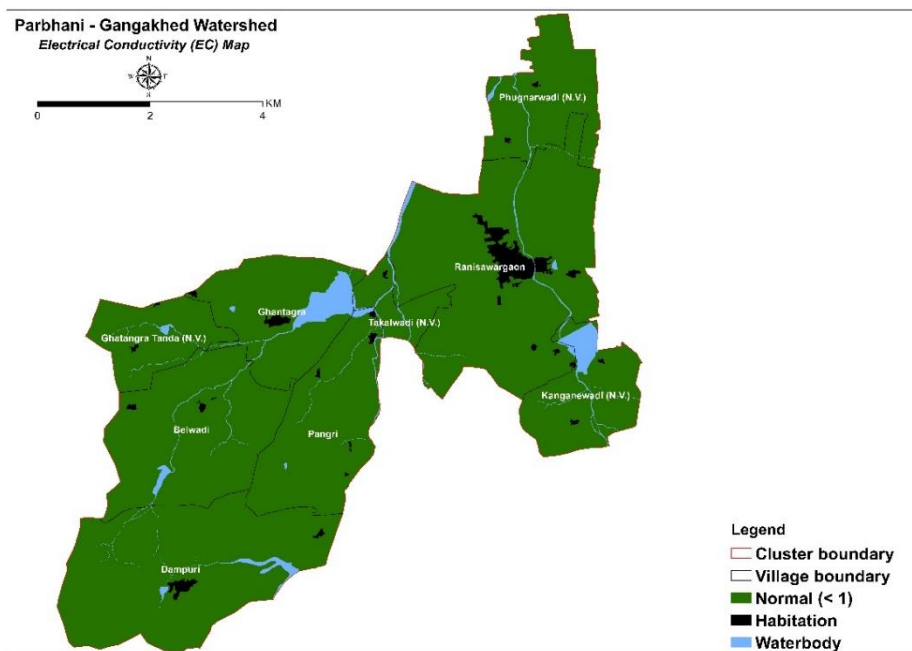 Parbhani - Gangakhed Watershed
Electrical Conductivity (EC) Map
N
W
S
KM
0 2 4
Phugnarwadi (N.V.)
Ranisawargaon
Ghantagra
Takalwadi (N.V.)
Ghatangra Tanda (N.V.)
Kanganewadi (N.V.)
Belwadi
Pangri
Dampuri
Legend
Cluster boundary
Village boundary
Normal (< 1)
Habitation
Waterbody